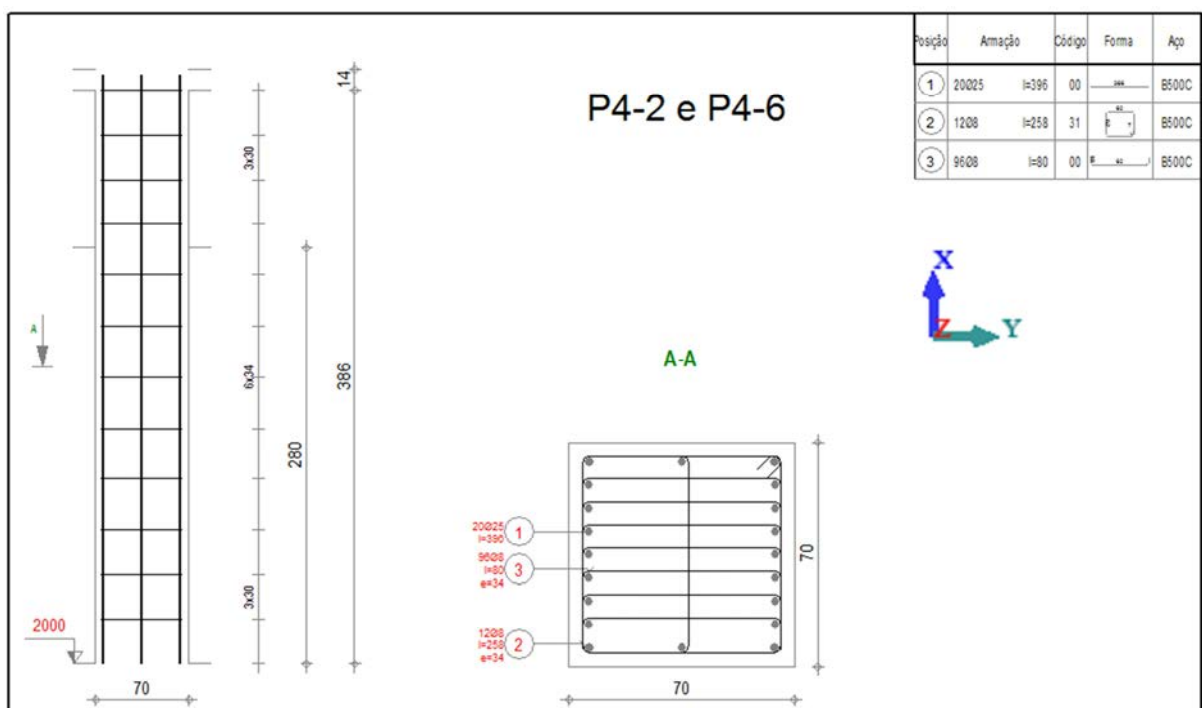 14
3x30
280
6x34
386
3x30
A
2000
70
P4-2 e P4-6
Posição Armação Código Forma Aço
1 20Ø25 l=396 00 B500C
2 12Ø8 l=258 31 62 B500C
3 96Ø8 l=80 00 62 B500C
X
Z Y
A-A
20Ø25
l=396
1
96Ø8
l=80
e=34
3
12Ø8
l=258
e=34
2
70
70